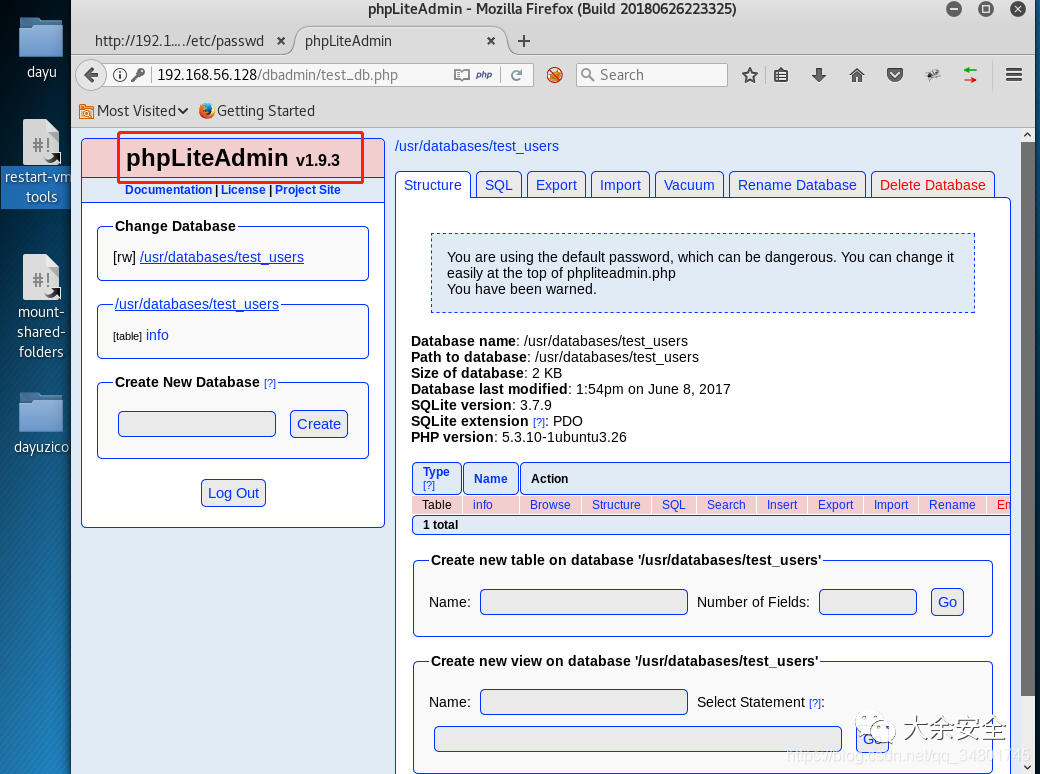 phpLiteAdmin - Mozilla Firefox (Build 20180626223325)
dayu
restart-vm
tools
mount-
shared-
folders
dayuzico
http://192.1..../etc/passwd
phpLiteAdmin
192.168.56.128/dbadmin/test_db.php
php
Search
Most Visited
Getting Started
phpLiteAdmin v1.9.3
Documentation | License | Project Site
Change Database
[rw] /usr/databases/test_users
/usr/databases/test_users
[table] info
Create New Database [?]
Create
Log Out
/usr/databases/test_users
Structure SQL Export Import Vacuum Rename Database Delete Database
You are using the default password, which can be dangerous. You can change it
easily at the top of phpliteadmin.php
You have been warned.
Database name: /usr/databases/test_users
Path to database: /usr/databases/test_users
Size of database: 2 KB
Database last modified: 1:54pm on June 8, 2017
SQLite version: 3.7.9
SQLite extension [?]: PDO
PHP version: 5.3.10-1ubuntu3.26
Type [?] Name Action
Table info Browse Structure SQL Search Insert Export Import Rename Em
1 total
Create new table on database '/usr/databases/test_users'
Name: Number of Fields: Go
Create new view on database '/usr/databases/test_users'
Name: Select Statement [?]:
Go
大余安全
https://blog.csdn.net/qq_34801745